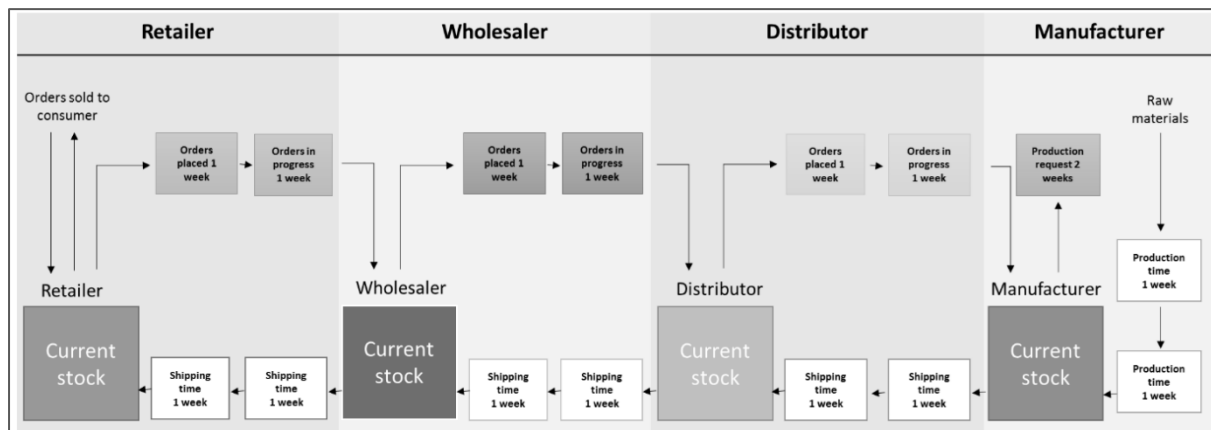 Retailer
Wholesaler
Distributor
Manufacturer
Orders sold to
consumer
Orders
placed 1
week
Orders in
progress
1 week
Orders
placed 1
week
Orders in
progress
1 week
Orders
placed 1
week
Orders in
progress
1 week
Production
request 2
weeks
Raw
materials
Production
time
1 week
Retailer
Wholesaler
Distributor
Manufacturer
Current
stock
Shipping
time
1 week
Shipping
time
1 week
Current
stock
Shipping
time
1 week
Shipping
time
1 week
Current
stock
Shipping
time
1 week
Shipping
time
1 week
Current
stock
Production
time
1 week